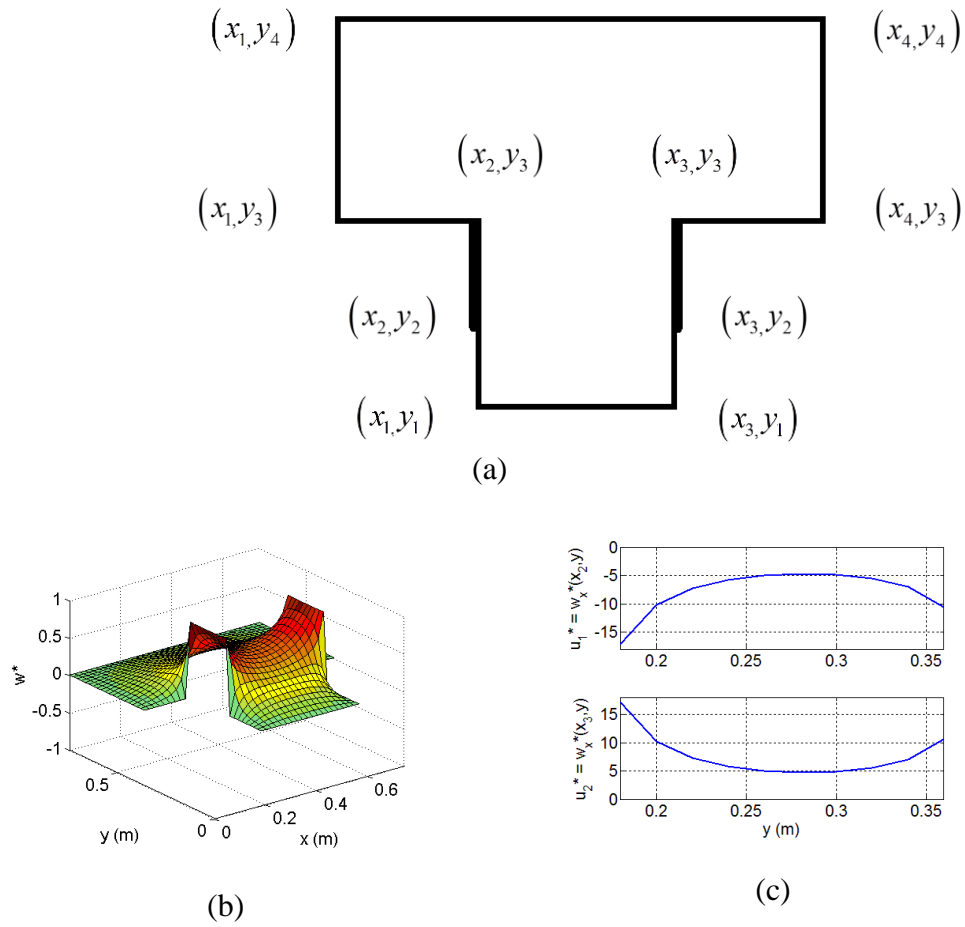 (x₁, y₄)
(x₄, y₄)
(x₂, y₃)
(x₃, y₃)
(x₁, y₃)
(x₄, y₃)
(x₂, y₂)
(x₃, y₂)
(x₁, y₁)
(x₃, y₁)
(a)
1
0.5
0
-0.5
-1
w*
0.5
0
y (m)
0
0.2
0.4
0.6
x (m)
(b)
0
-5
-10
-15
u₁* = wₓ*(x₂,y)
0.2
0.25
0.3
0.35
15
10
5
0
u₂* = wₓ*(x₃,y)
0.2
0.25
0.3
0.35
y (m)
(c)